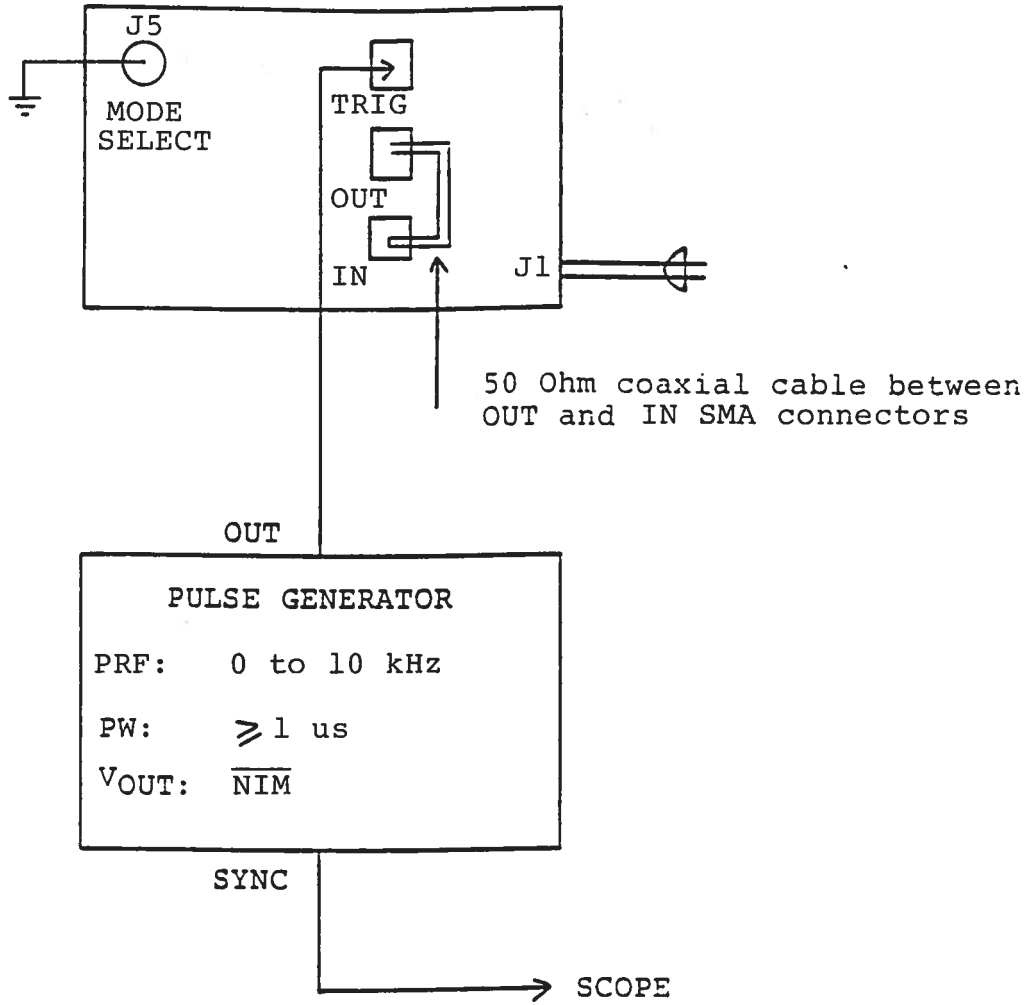 J5
MODE
SELECT
TRIG
OUT
IN
J1
50 Ohm coaxial cable between
OUT and IN SMA connectors
OUT
PULSE GENERATOR
PRF: 0 to 10 kHz
PW: ⩾ 1 us
VOUT: N̅I̅M̅
SYNC
SCOPE